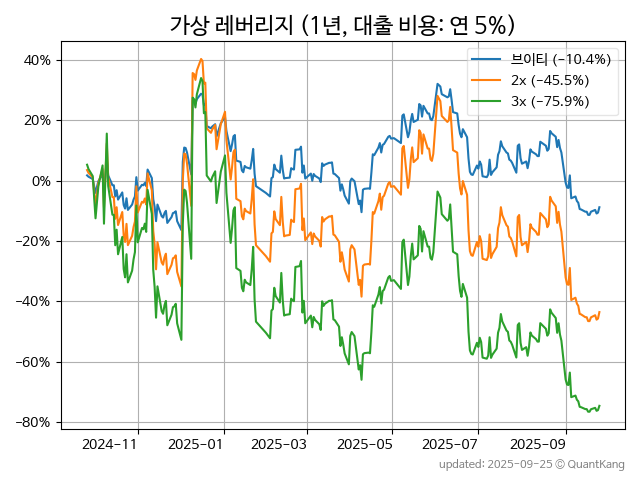 가상 레버리지 (1년, 대출 비용: 연 5%)
브이티 (−10.4%)
2x (−45.5%)
3x (−75.9%)
40%
20%
0%
−20%
−40%
−60%
−80%
2024-11
2025-01
2025-03
2025-05
2025-07
2025-09
updated: 2025-09-25 © QuantKang